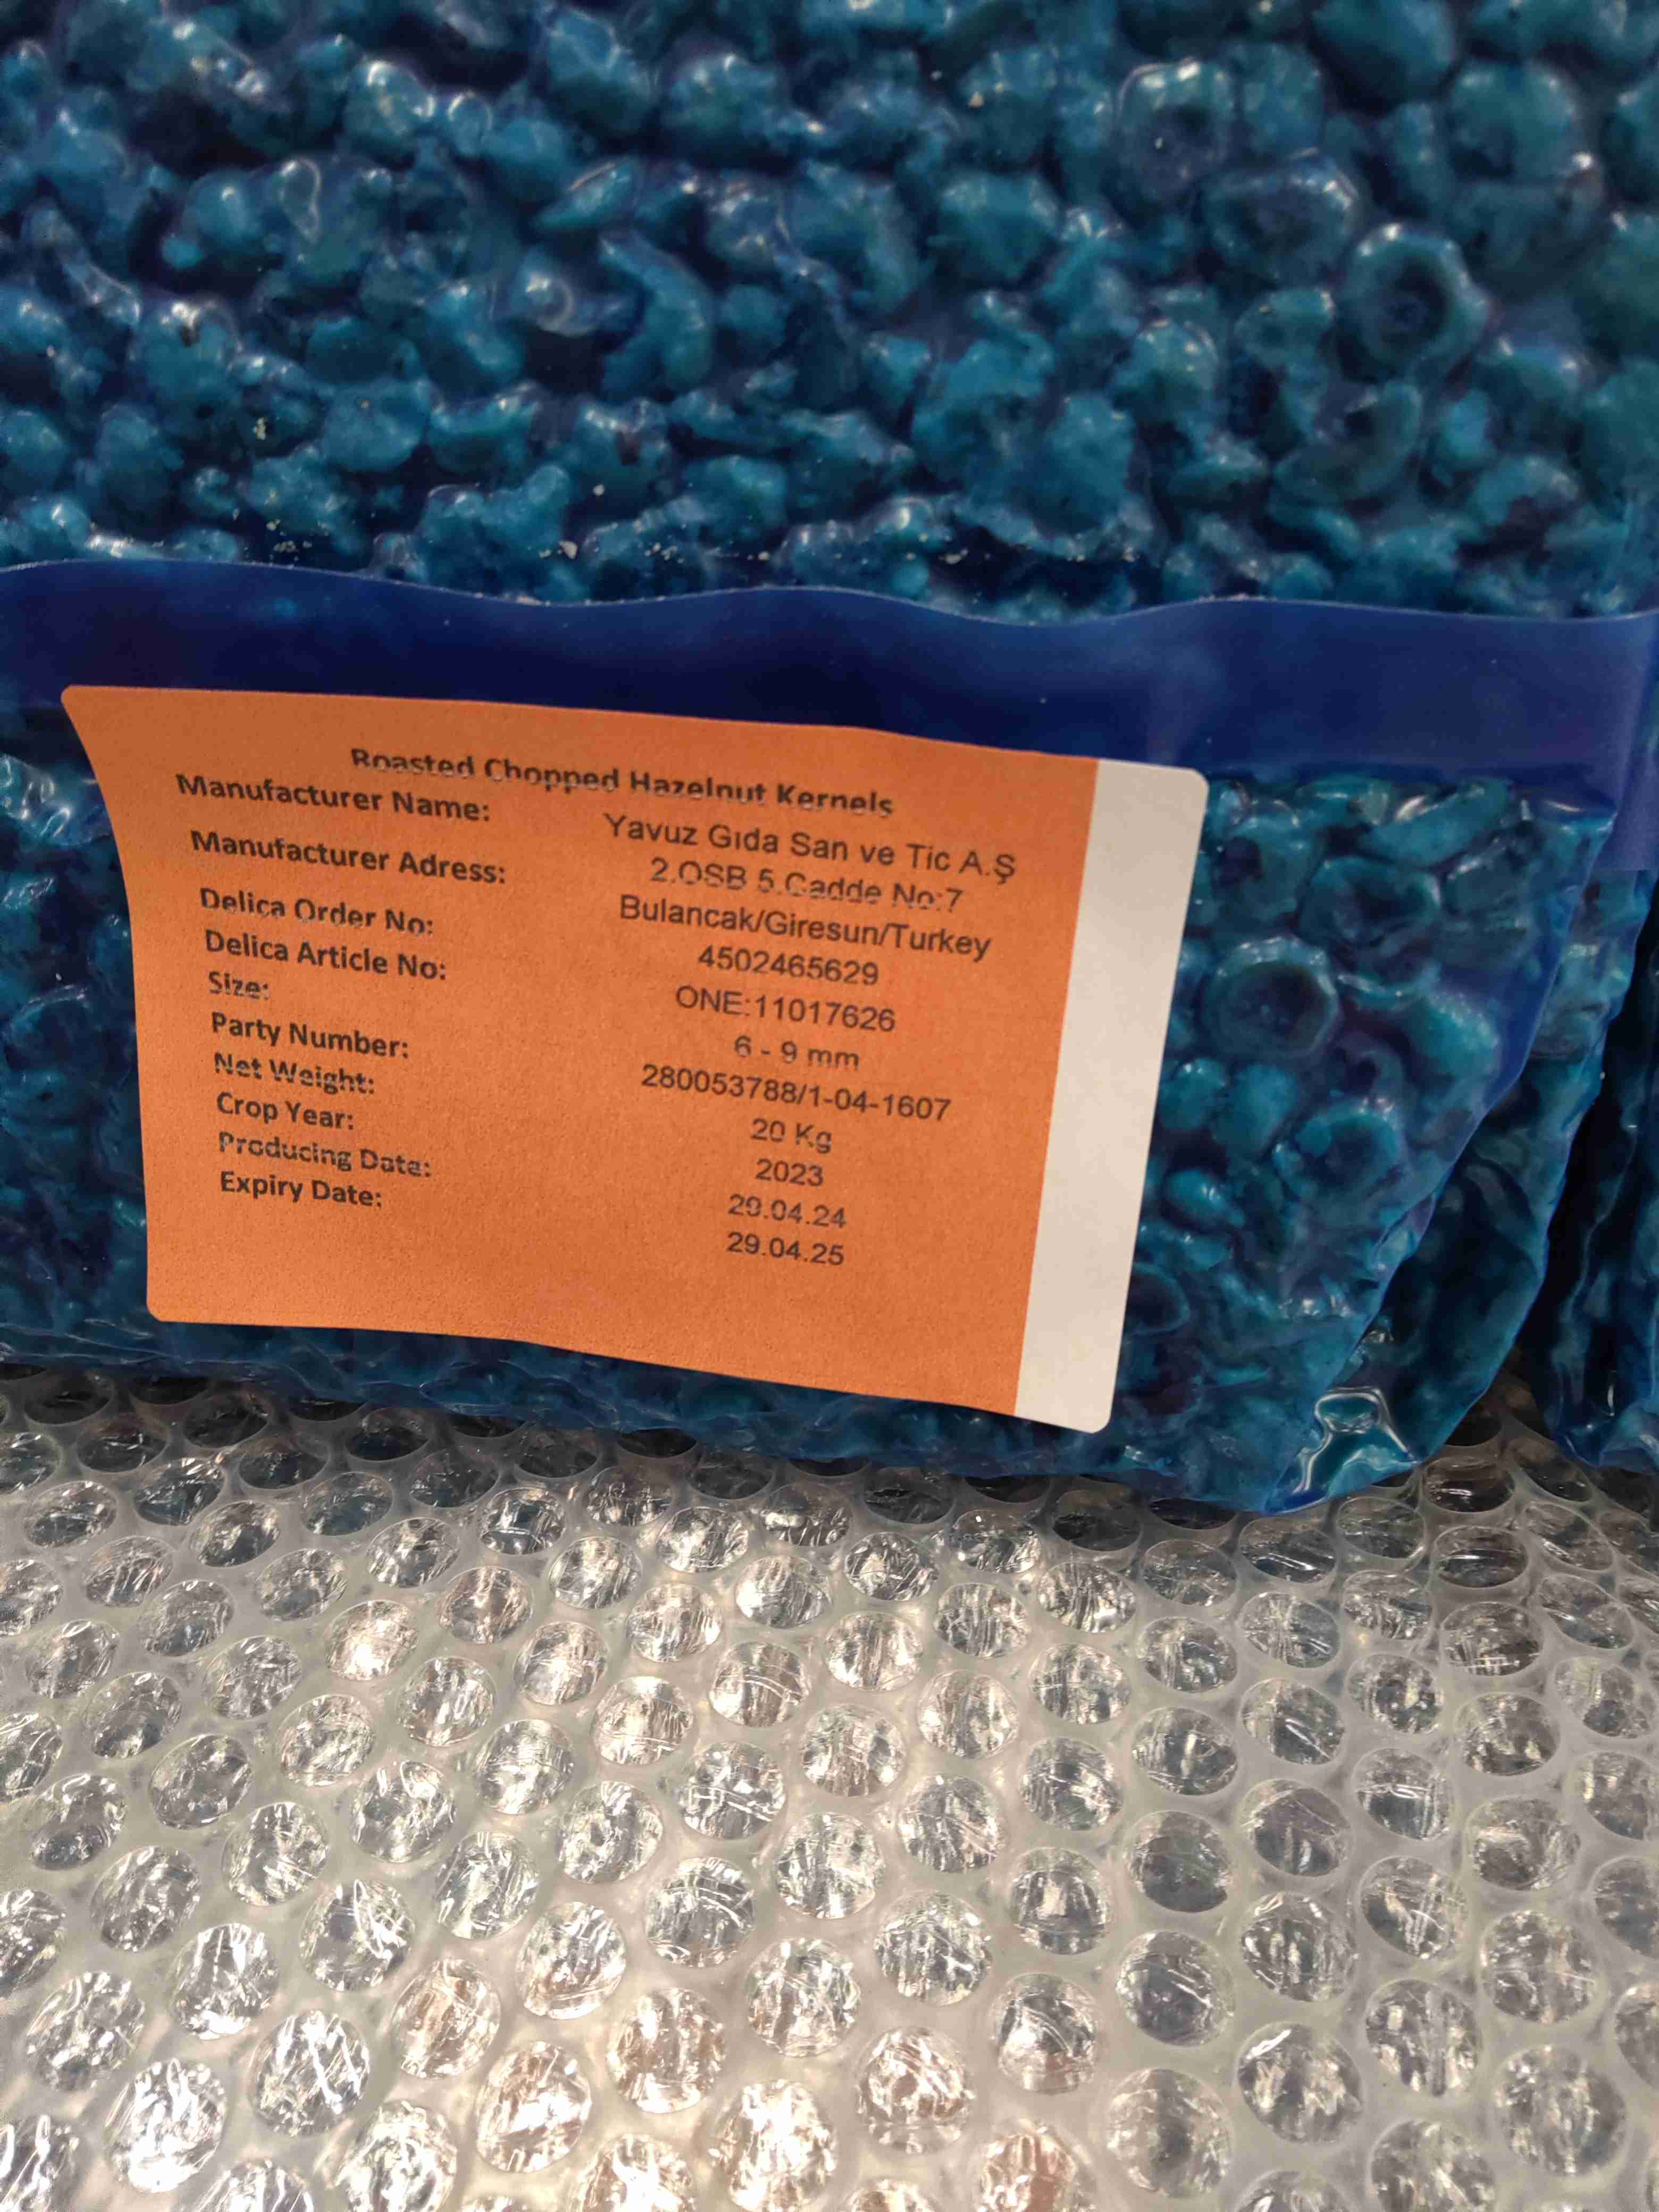 Roasted Chopped Hazelnut Kernels
Manufacturer Name: Yavuz Gıda San ve Tic A.Ş
Manufacturer Adress: 2.OSB 5.Cadde No:7
Bulancak/Giresun/Turkey
Delica Order No: 4502465629
Delica Article No: ONE:11017626
Size: 6 - 9 mm
Party Number: 280053788/1-04-1607
Net Weight: 20 Kg
Crop Year: 2023
Producing Date: 29.04.24
Expiry Date: 29.04.25